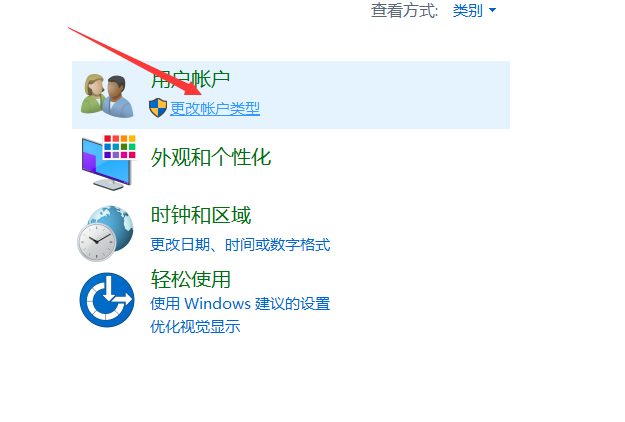 查看方式: 类别
用户帐户
更改帐户类型
外观和个性化
时钟和区域
更改日期、时间或数字格式
轻松使用
使用 Windows 建议的设置
优化视觉显示